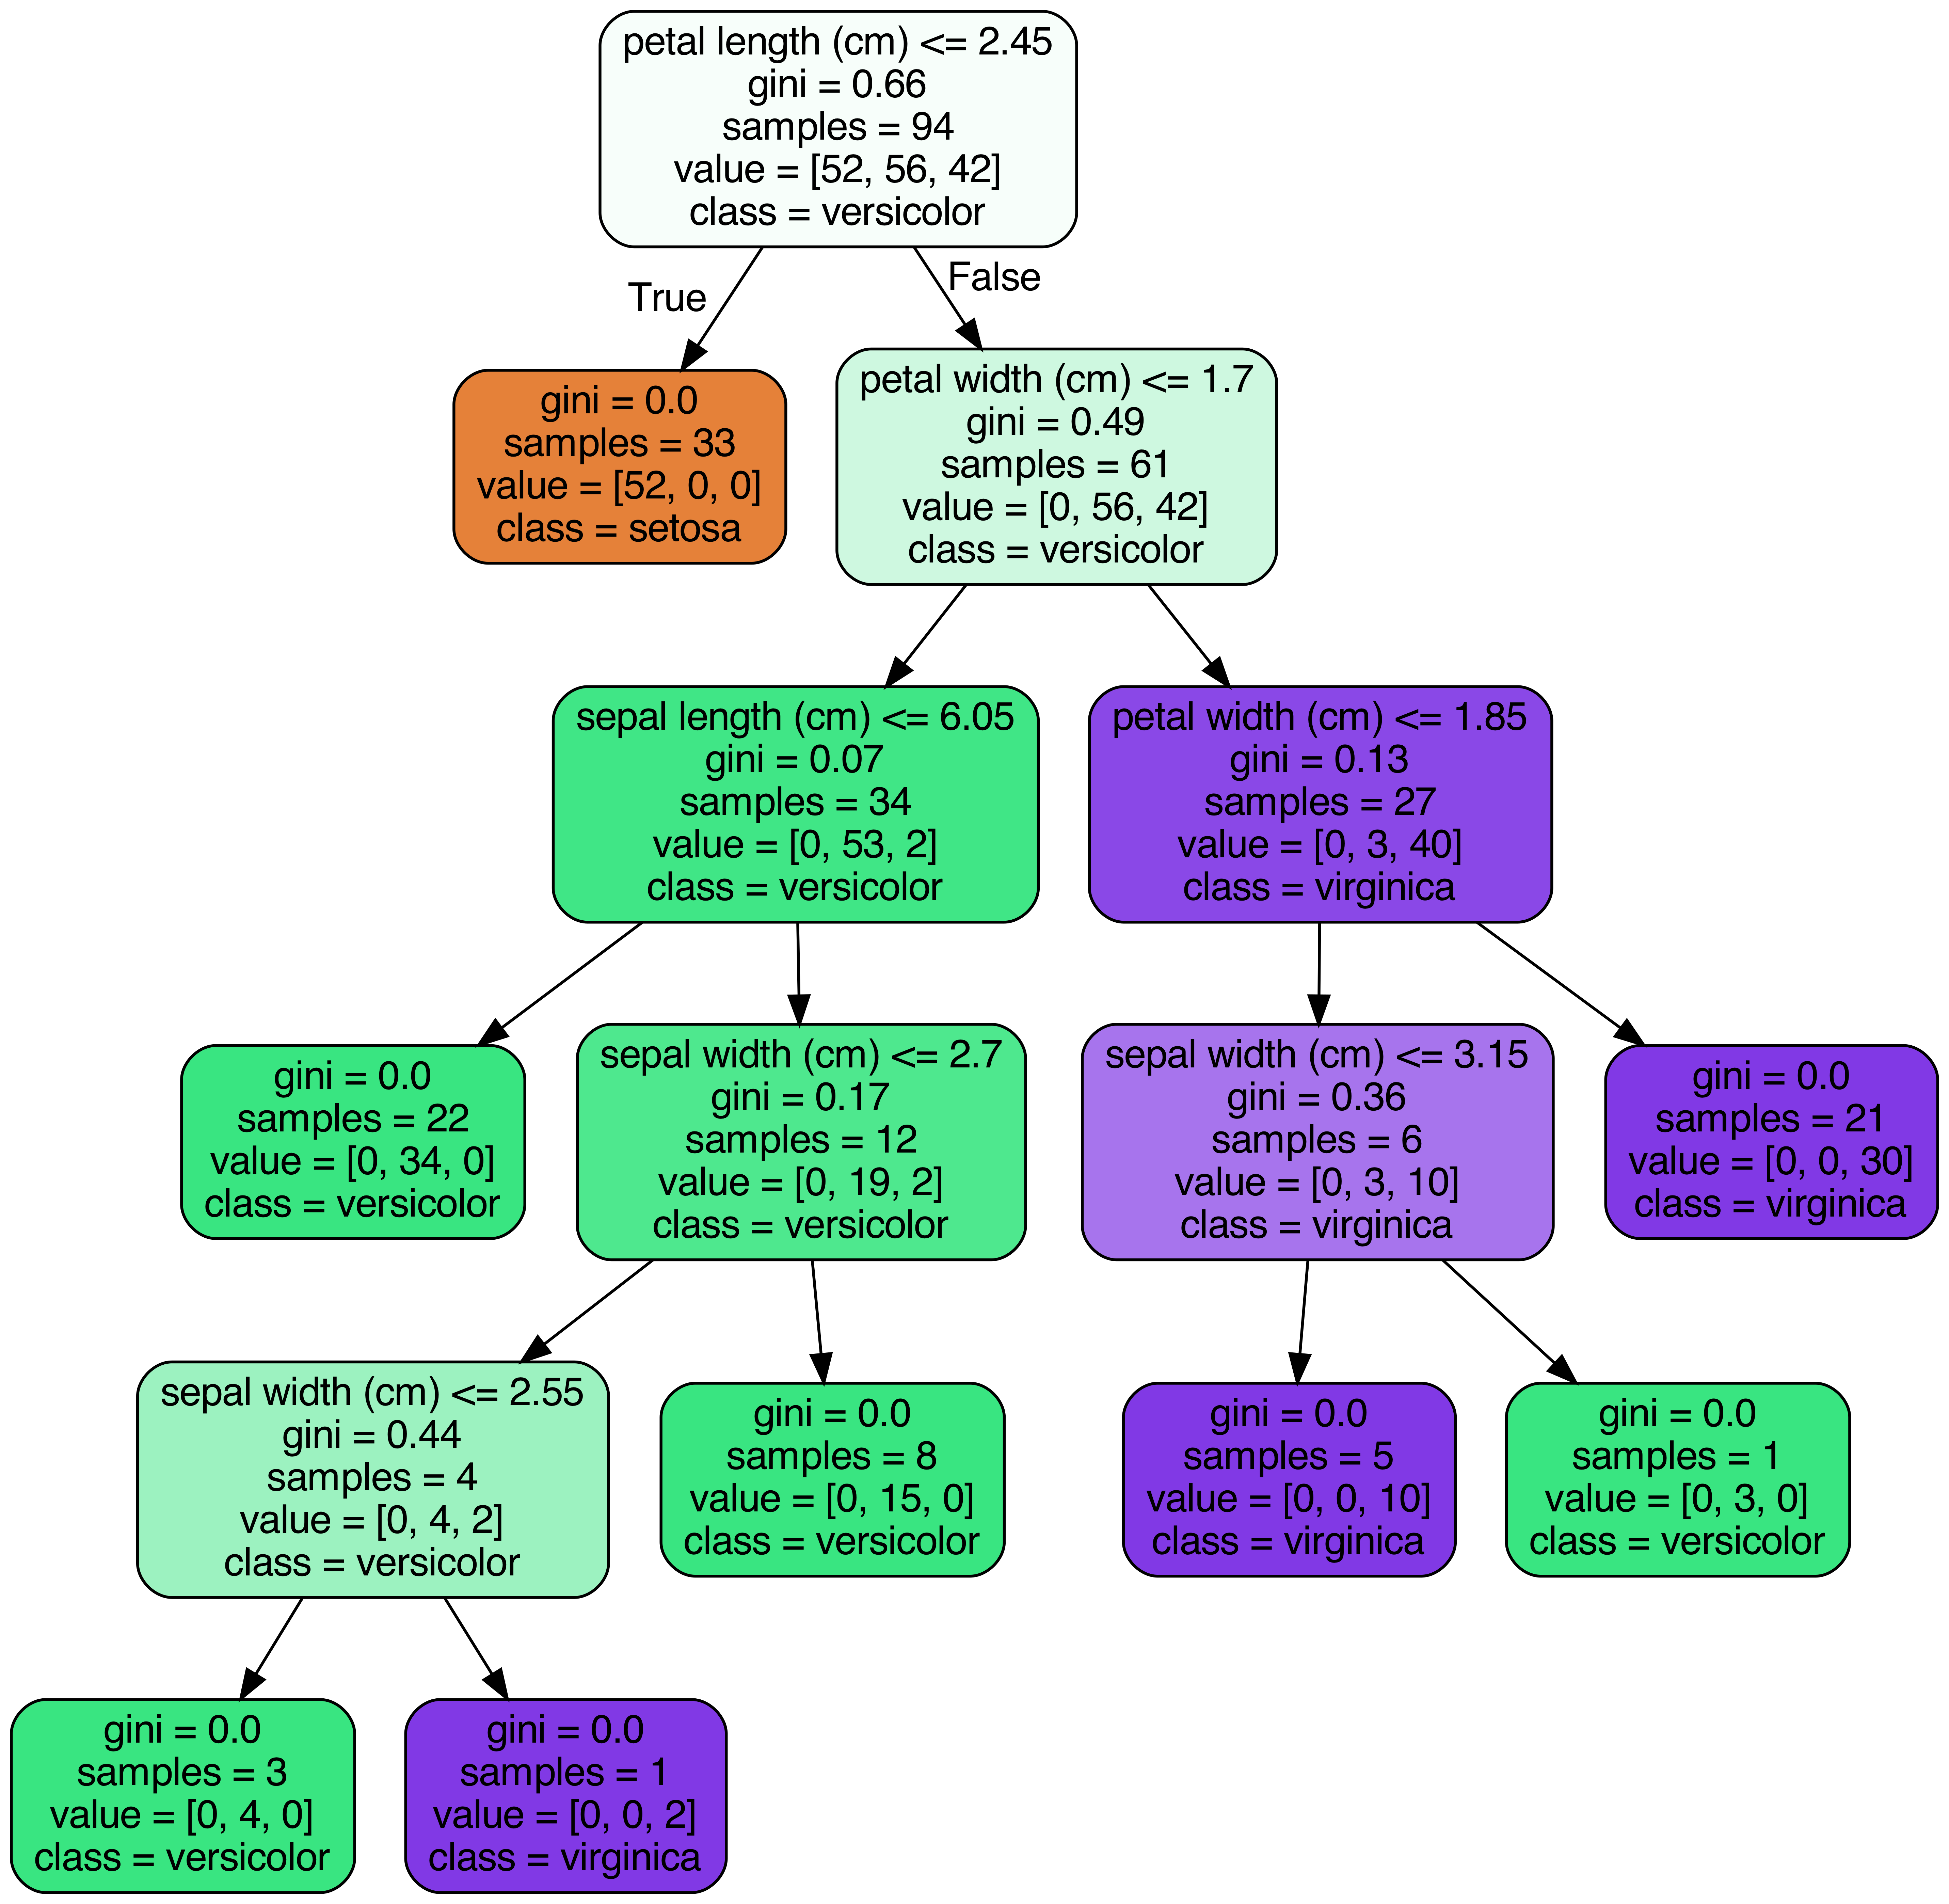 petal length (cm) <= 2.45
gini = 0.66
samples = 94
value = [52, 56, 42]
class = versicolor
True
False
gini = 0.0
samples = 33
value = [52, 0, 0]
class = setosa
petal width (cm) <= 1.7
gini = 0.49
samples = 61
value = [0, 56, 42]
class = versicolor
sepal length (cm) <= 6.05
gini = 0.07
samples = 34
value = [0, 53, 2]
class = versicolor
petal width (cm) <= 1.85
gini = 0.13
samples = 27
value = [0, 3, 40]
class = virginica
gini = 0.0
samples = 22
value = [0, 34, 0]
class = versicolor
sepal width (cm) <= 2.7
gini = 0.17
samples = 12
value = [0, 19, 2]
class = versicolor
sepal width (cm) <= 3.15
gini = 0.36
samples = 6
value = [0, 3, 10]
class = virginica
gini = 0.0
samples = 21
value = [0, 0, 30]
class = virginica
sepal width (cm) <= 2.55
gini = 0.44
samples = 4
value = [0, 4, 2]
class = versicolor
gini = 0.0
samples = 8
value = [0, 15, 0]
class = versicolor
gini = 0.0
samples = 5
value = [0, 0, 10]
class = virginica
gini = 0.0
samples = 1
value = [0, 3, 0]
class = versicolor
gini = 0.0
samples = 3
value = [0, 4, 0]
class = versicolor
gini = 0.0
samples = 1
value = [0, 0, 2]
class = virginica